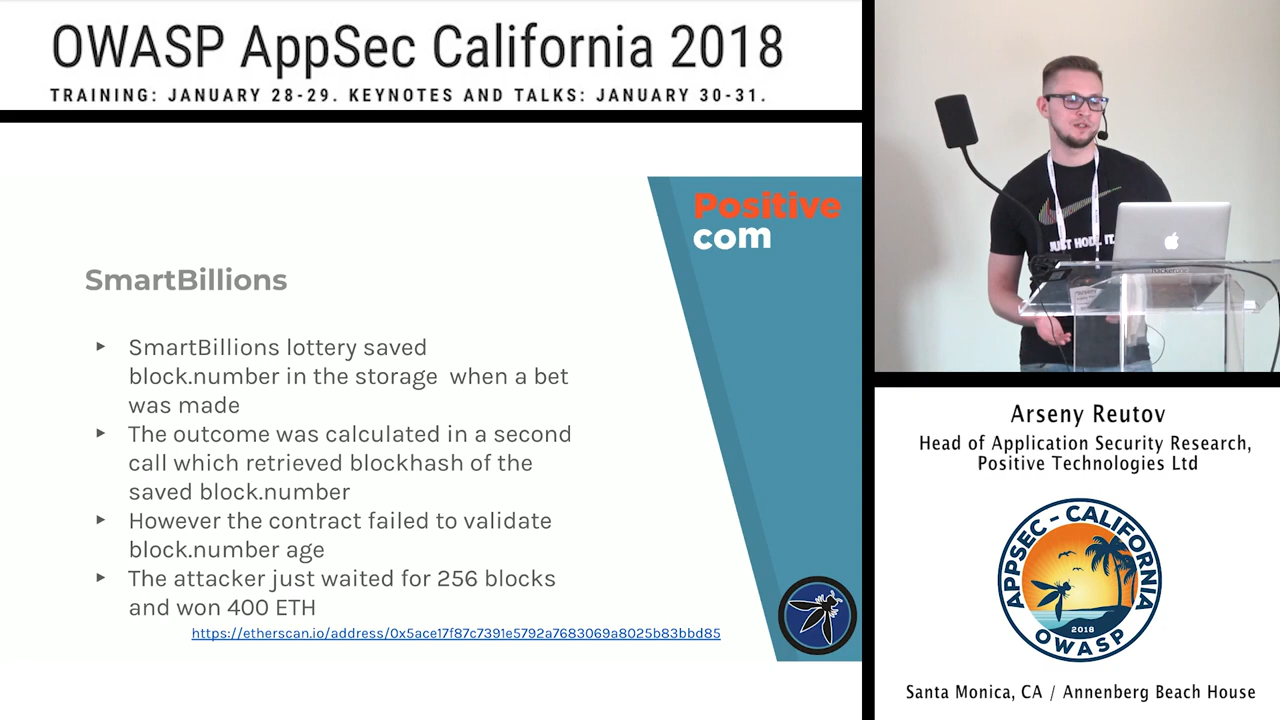 OWASP AppSec California 2018
TRAINING: JANUARY 28-29. KEYNOTES AND TALKS: JANUARY 30-31.
Positive
com
SmartBillions
▸ SmartBillions lottery saved
block.number in the storage when a bet
was made
▸ The outcome was calculated in a second
call which retrieved blockhash of the
saved block.number
▸ However the contract failed to validate
block.number age
▸ The attacker just waited for 256 blocks
and won 400 ETH
https://etherscan.io/address/0x5ace17f87c7391e5792a7683069a8025b83bbd85
JUST HODL IT.
hackerone
Arseny Reutov
Head of Application Security Research,
Positive Technologies Ltd
APPSEC - CALIFORNIA
2018
OWASP
Santa Monica, CA / Annenberg Beach House